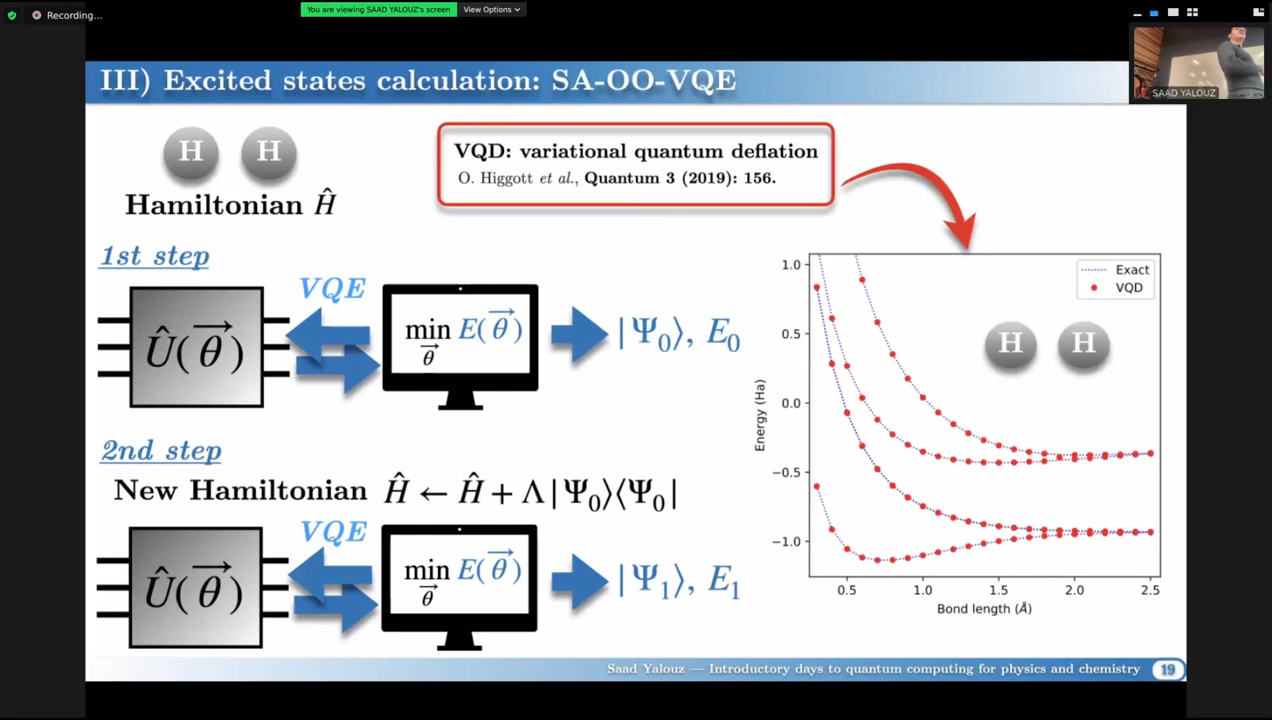 Recording...
You are viewing SAAD YALOUZ's screen
View Options
SAAD YALOUZ
III) Excited states calculation: SA-OO-VQE
H H
Hamiltonian Ĥ
VQD: variational quantum deflation
O. Higgott et al., Quantum 3 (2019): 156.
1st step
VQE
Û(θ⃗)
min E(θ⃗)
θ⃗
|Ψ₀⟩, E₀
2nd step
New Hamiltonian Ĥ ← Ĥ + Λ|Ψ₀⟩⟨Ψ₀|
VQE
Û(θ⃗)
min E(θ⃗)
θ⃗
|Ψ₁⟩, E₁
Exact
VQD
H H
Energy (Ha)
1.0
0.5
0.0
−0.5
−1.0
0.5 1.0 1.5 2.0 2.5
Bond length (Å)
Saad Yalouz — Introductory days to quantum computing for physics and chemistry
19